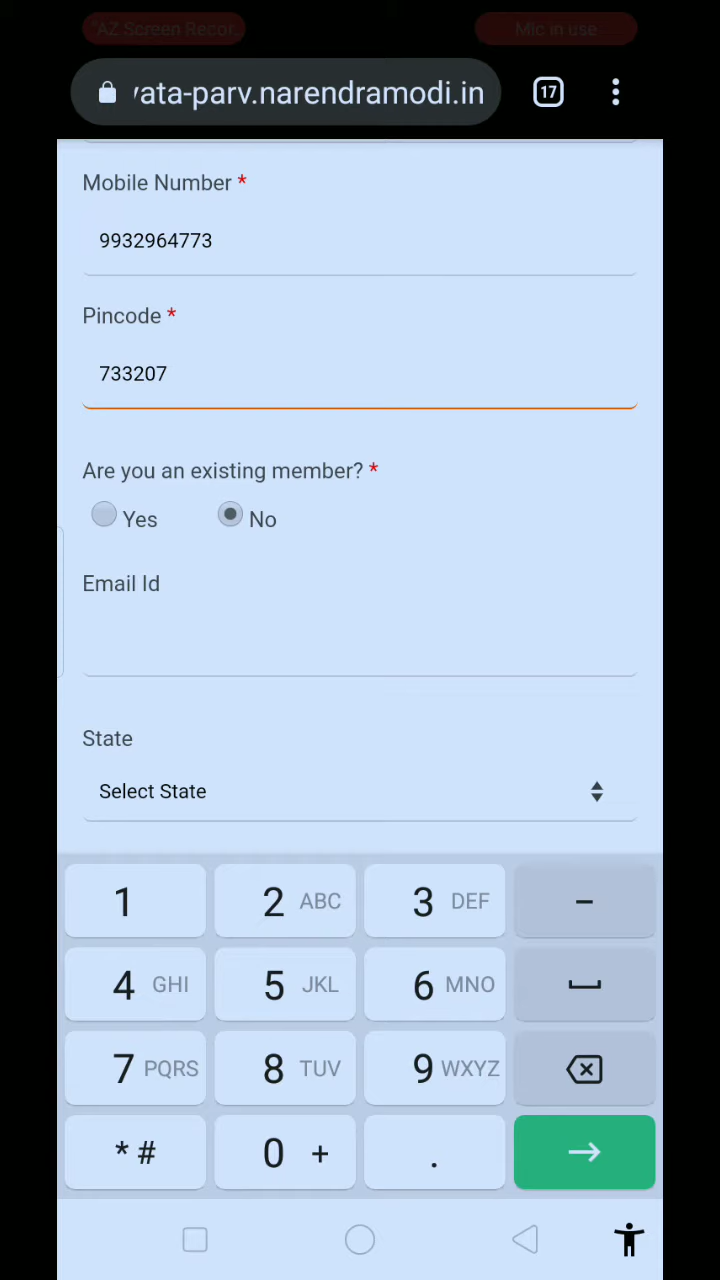 AZ Screen Recor..
Mic in use
vata-parv.narendramodi.in
17
Mobile Number *
9932964773
Pincode *
733207
Are you an existing member? *
Yes
No
Email Id
State
Select State
1
2 ABC
3 DEF
-
4 GHI
5 JKL
6 MNO
7 PQRS
8 TUV
9 WXYZ
* #
0 +
.